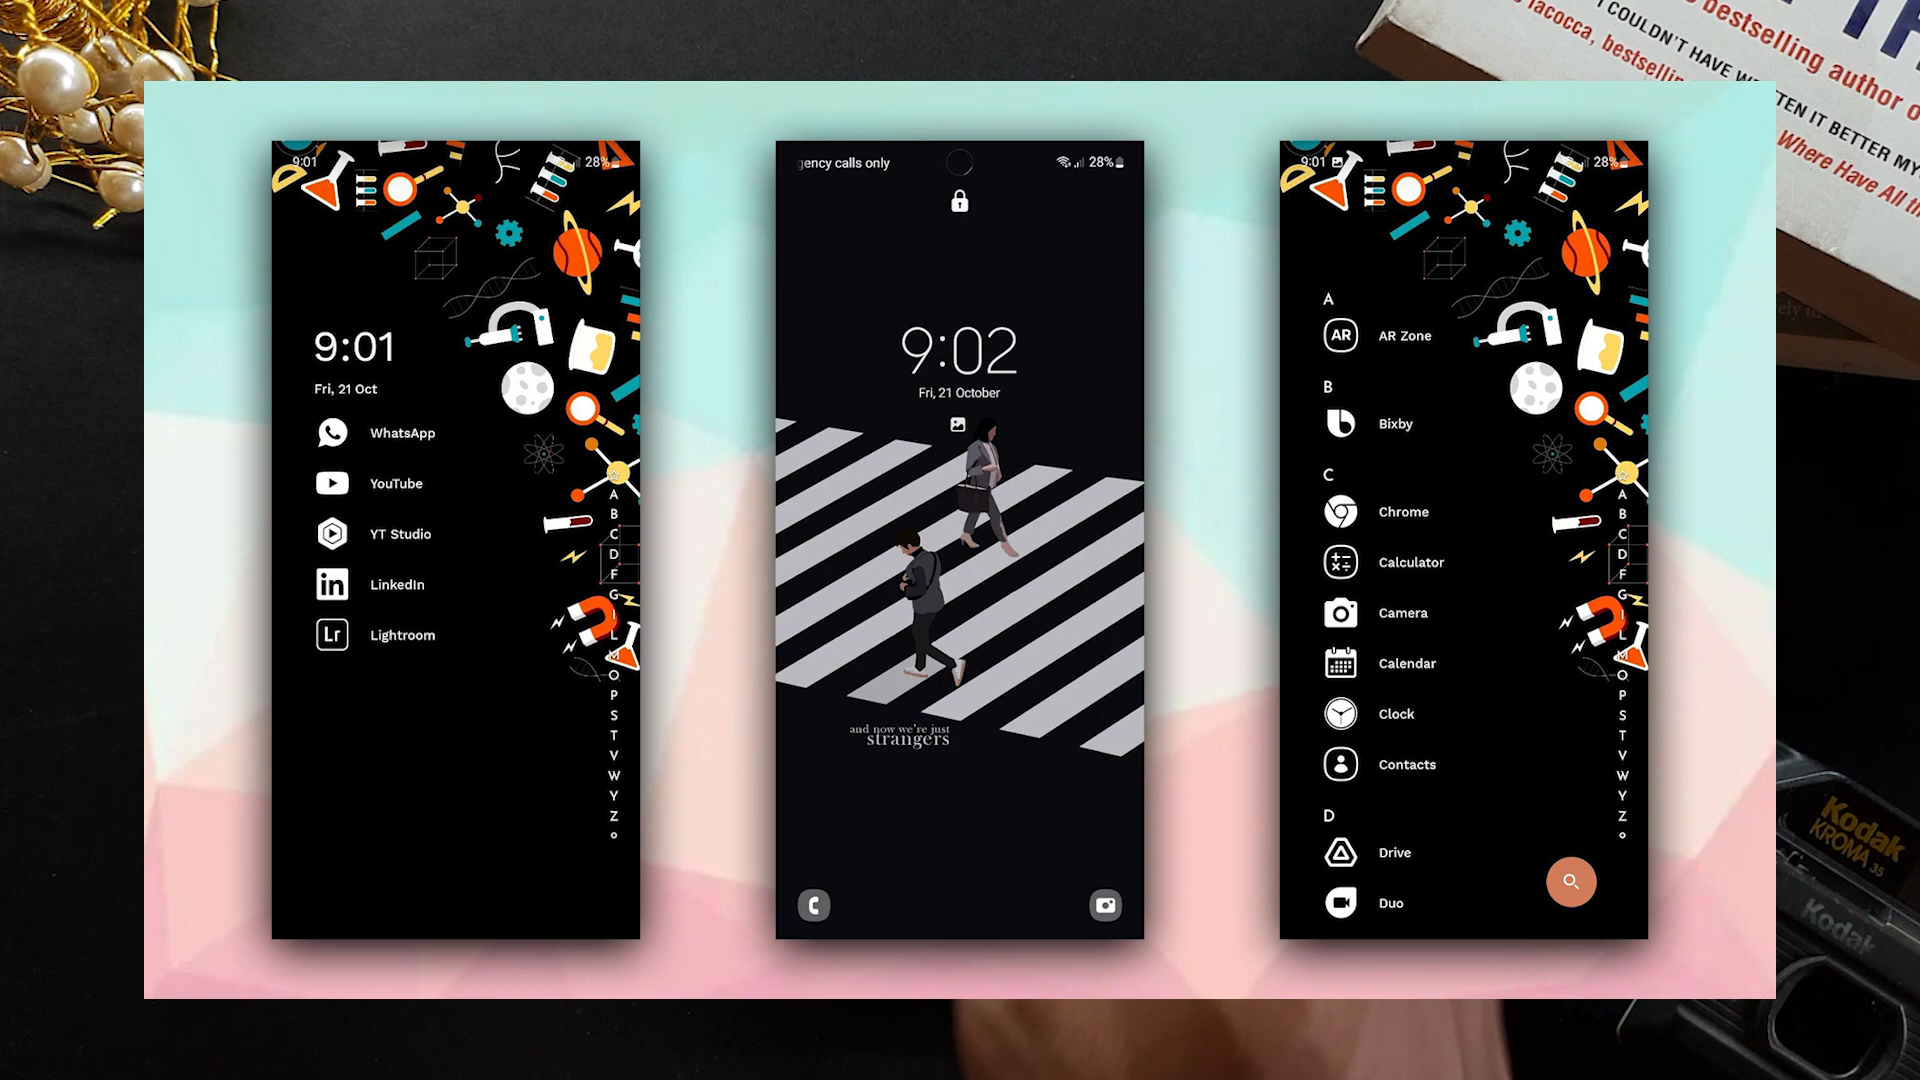 bestselling author o
I COULDN'T HAVE W
TEN IT BETTER MY
Iacocca, bestsellin
Where Have All th
9:01
28%
9:01
Fri, 21 Oct
WhatsApp
YouTube
YT Studio
LinkedIn
Lightroom
A
B
C
D
F
G
I
L
M
O
P
S
T
V
W
Y
Z
gency calls only
28%
9:02
Fri, 21 October
and now we're just
strangers
9:01
28%
A
AR
AR Zone
B
Bixby
C
Chrome
Calculator
Camera
Calendar
Clock
Contacts
D
Drive
Duo
A
B
C
D
F
G
I
L
M
O
P
S
T
V
W
Y
Z
Kodak
KROMA 35
Kodak